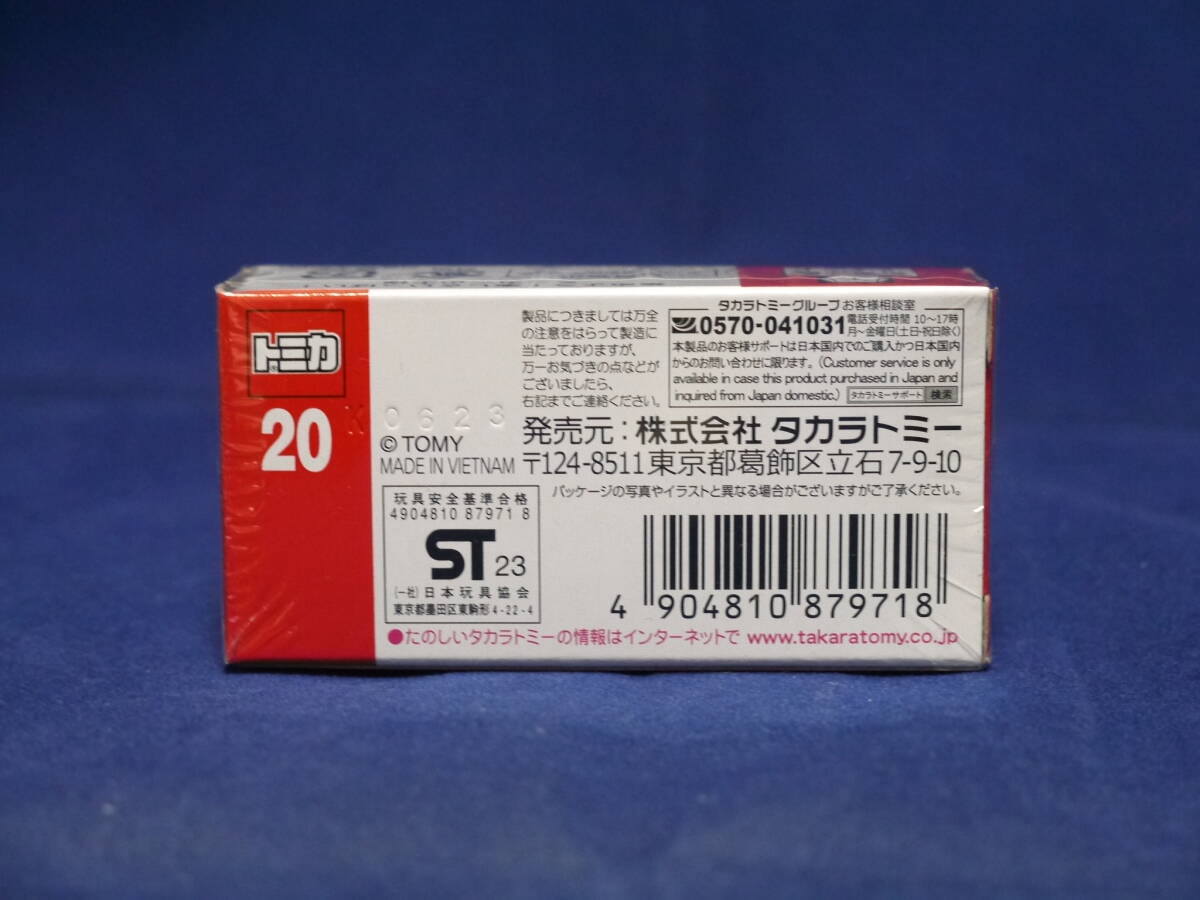 トミカ
20
K0623
© TOMY
MADE IN VIETNAM
製品につきましては万全
の注意をはらって製造に
当たっておりますが、
万一お気づきの点などが
ございましたら、
右記までご連絡ください。
タカラトミーグループお客様相談室
0570-041031 電話受付時間 10〜17時
月〜金曜日(土日・祝日除く)
本製品のお客様サポートは日本国内でのご購入かつ日本国内
からのお問い合わせに限ります。(Customer service is only
available in case this product purchased in Japan and
inquired from Japan domestic.) タカラトミーサポート 検索
発売元:株式会社 タカラトミー
〒124-8511 東京都葛飾区立石7-9-10
パッケージの写真やイラストと異なる場合がございますがご了承ください。
玩具安全基準合格
4904810 87971 8
ST 23
(一社)日本玩具協会
東京都墨田区東駒形4-22-4
4 904810 879718
●たのしいタカラトミーの情報はインターネットで www.takaratomy.co.jp